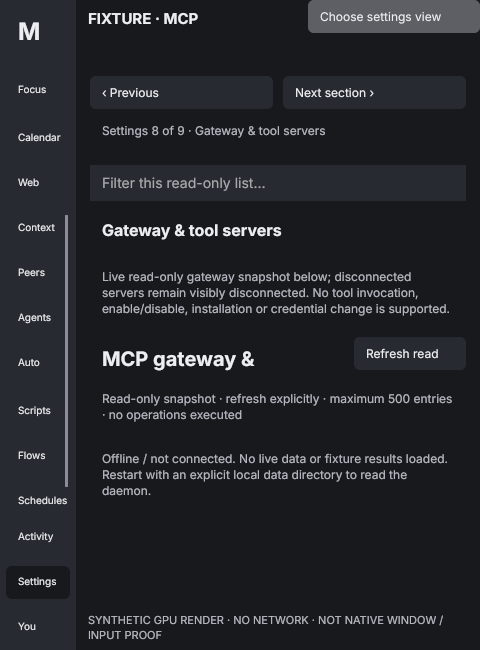 M
Focus
Calendar
Web
Context
Peers
Agents
Auto
Scripts
Flows
Schedules
Activity
Settings
You
FIXTURE · MCP
Choose settings view
‹ Previous
Next section ›
Settings 8 of 9 · Gateway & tool servers
Filter this read-only list...
Gateway & tool servers
Live read-only gateway snapshot below; disconnected
servers remain visibly disconnected. No tool invocation,
enable/disable, installation or credential change is supported.
MCP gateway &
Refresh read
Read-only snapshot · refresh explicitly · maximum 500 entries
· no operations executed
Offline / not connected. No live data or fixture results loaded.
Restart with an explicit local data directory to read the
daemon.
SYNTHETIC GPU RENDER · NO NETWORK · NOT NATIVE WINDOW /
INPUT PROOF